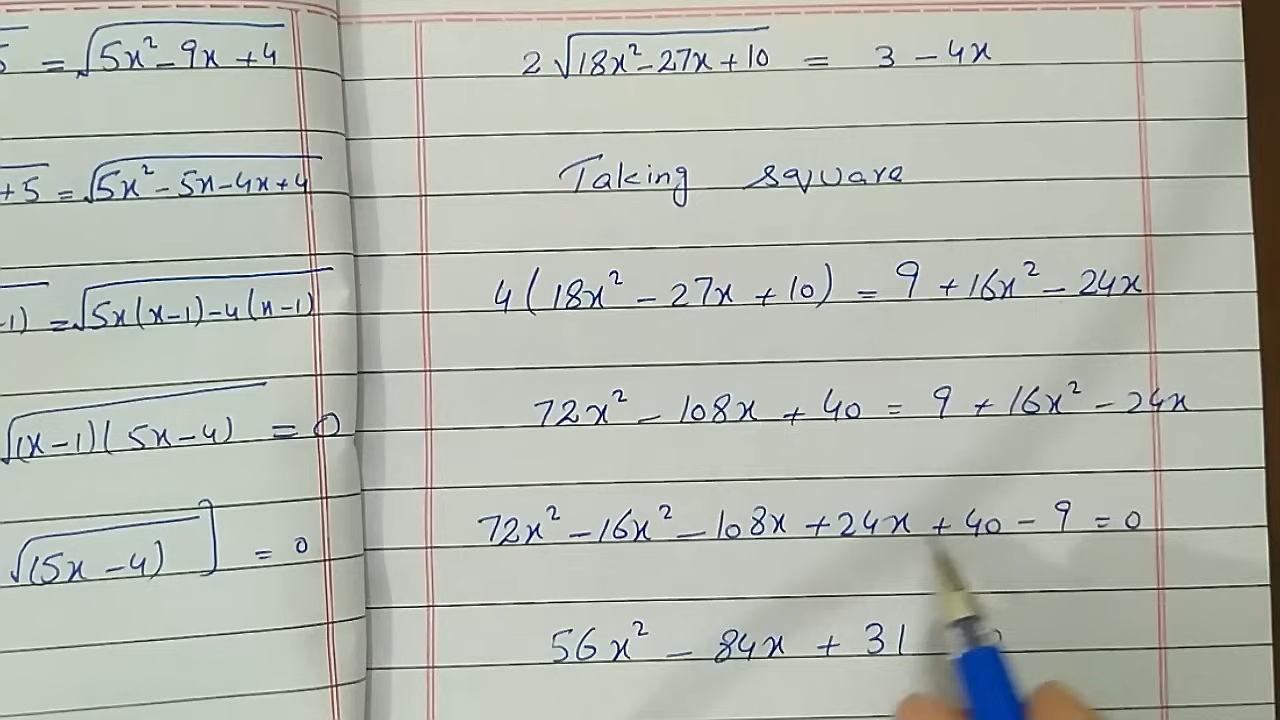 5 = √(5x² - 9x + 4)
+ 5 = √(5x² - 5x - 4x + 4)
-1) = √(5x(x-1) - 4(x-1))
√((x-1)(5x-4)) = 0
√(5x-4) ] = 0
2√(18x² - 27x + 10) = 3 - 4x
Taking square
4(18x² - 27x + 10) = 9 + 16x² - 24x
72x² - 108x + 40 = 9 + 16x² - 24x
72x² - 16x² - 108x + 24x + 40 - 9 = 0
56x² - 84x + 31